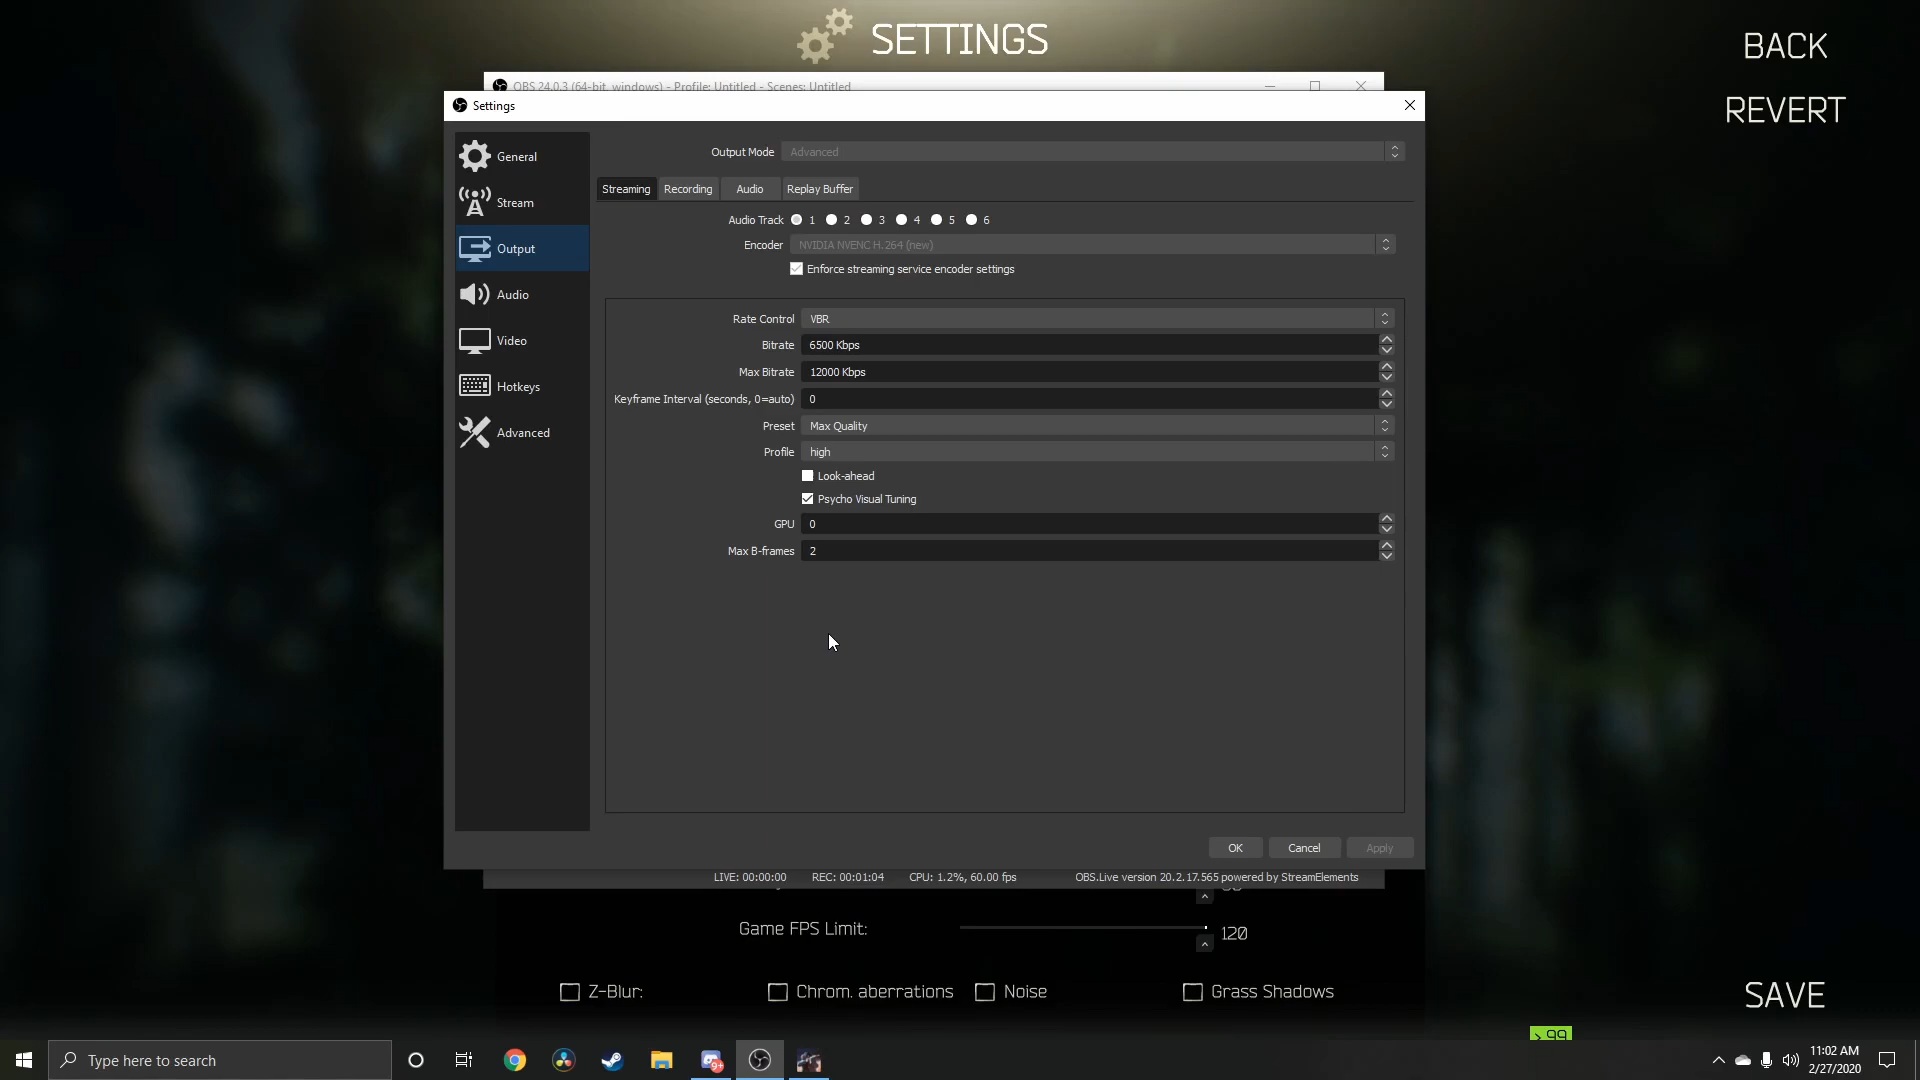 SETTINGS
BACK
REVERT
OBS 24.0.3 (64-bit, windows) - Profile: Untitled - Scenes: Untitled
Settings
General
Stream
Output
Audio
Video
Hotkeys
Advanced
Output Mode Advanced
Streaming Recording Audio Replay Buffer
Audio Track 1 2 3 4 5 6
Encoder NVIDIA NVENC H.264 (new)
Enforce streaming service encoder settings
Rate Control VBR
Bitrate 6500 Kbps
Max Bitrate 12000 Kbps
Keyframe Interval (seconds, 0=auto) 0
Preset Max Quality
Profile high
Look-ahead
Psycho Visual Tuning
GPU 0
Max B-frames 2
OK Cancel Apply
LIVE: 00:00:00 REC: 00:01:04 CPU: 1.2%, 60.00 fps OBS.Live version 20.2.17.565 powered by StreamElements
Game FPS Limit: 120
Z-Blur: Chrom. aberrations Noise Grass Shadows
SAVE
>99
Type here to search
9+
11:02 AM
2/27/2020